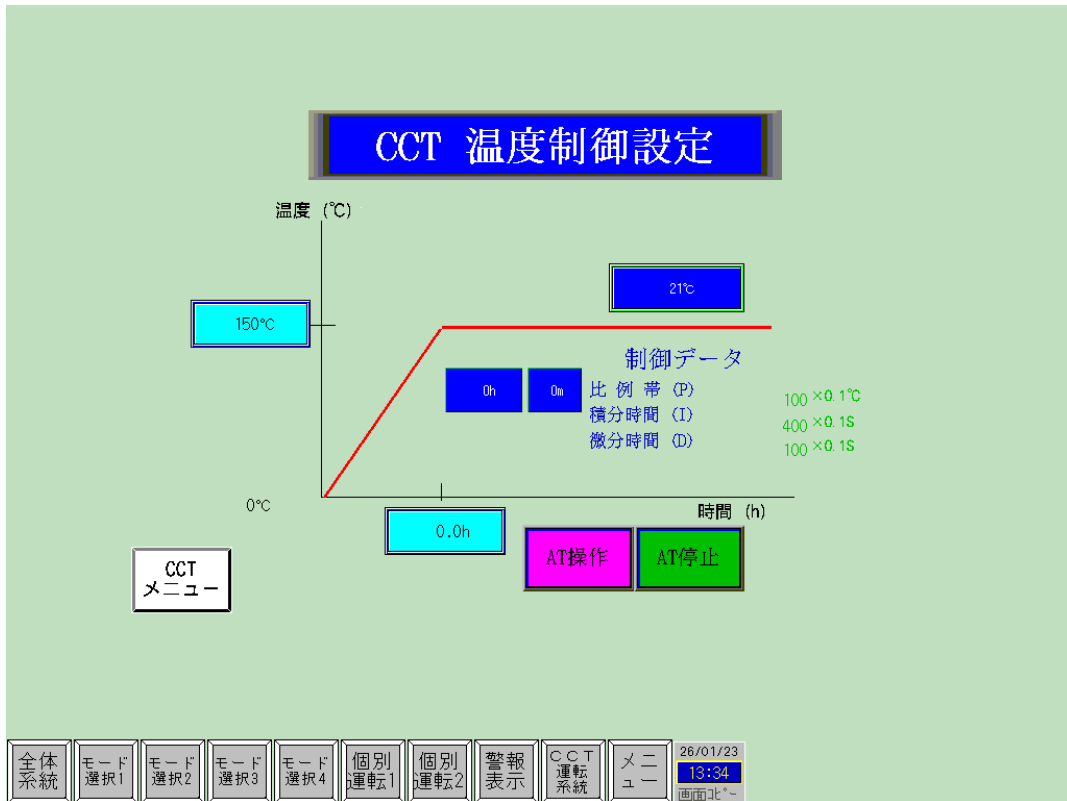 CCT 温度制御設定
温度 (℃)
21℃
150℃
制御データ
0h 0m 比 例 帯 (P) 100 ×0.1℃
積分時間 (I) 400 ×0.1S
微分時間 (D) 100 ×0.1S
0℃
時間 (h)
0.0h
AT操作 AT停止
CCT
メニュー
全体
系統
モード
選択1
モード
選択2
モード
選択3
モード
選択4
個別
運転1
個別
運転2
警報
表示
CCT
運転
系統
メニ
ュー
26/01/23
13:34
画面ｺﾋﾟｰ